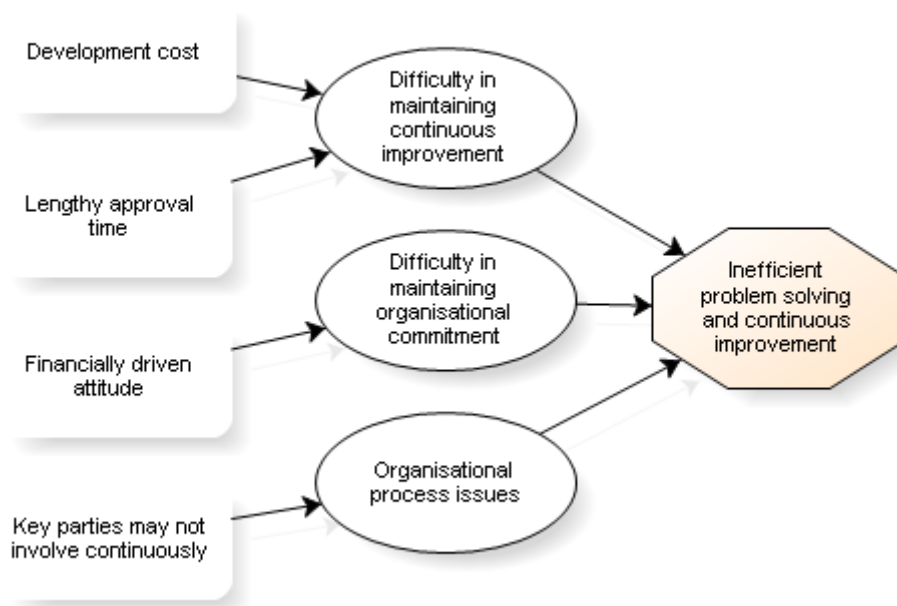 Development cost
Difficulty in
maintaining
continuous
improvement
Lengthy approval
time
Difficulty in
maintaining
organisational
commitment
Inefficient
problem solving
and continuous
improvement
Financially driven
attitude
Organisational
process issues
Key parties may not
involve continuously